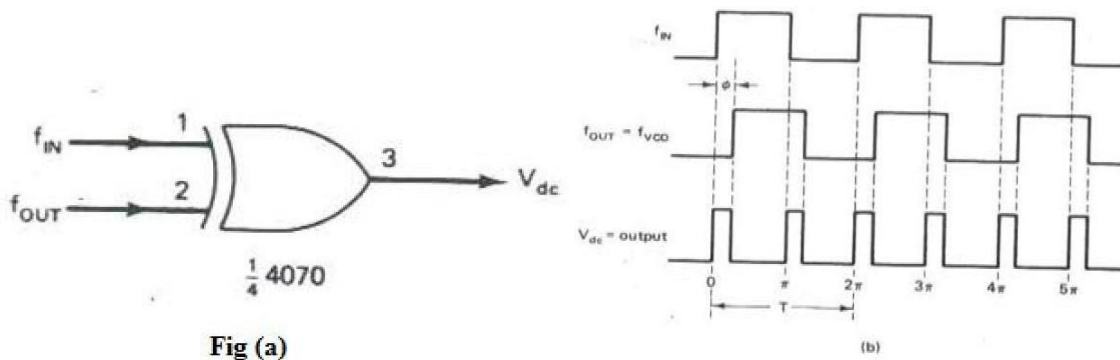 f_IN
1
f_OUT
2
3
V_dc
1/4 4070
Fig (a)
f_IN
ϕ
f_OUT = f_VCO
V_dc = output
0 π 2π 3π 4π 5π
T
(b)